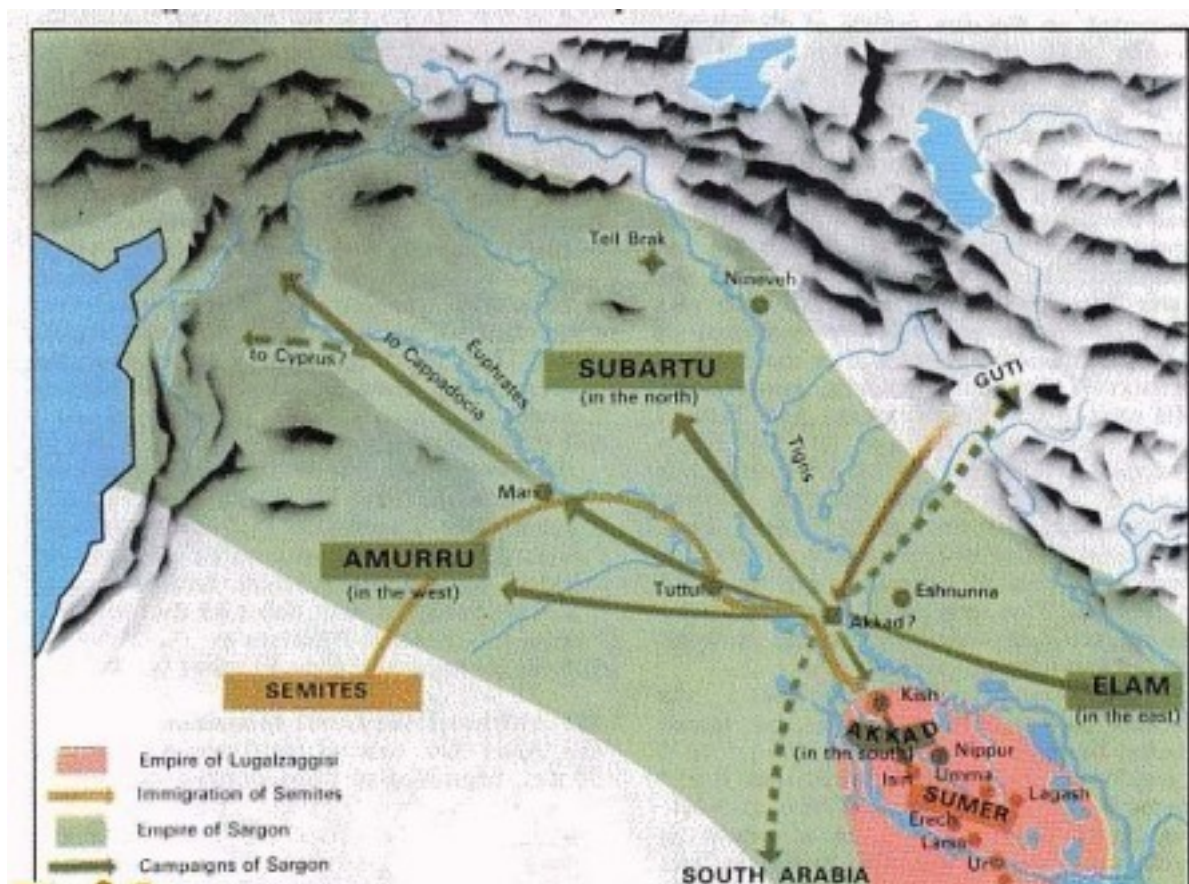 Tell Brak
Nineveh
to Cyprus?
to Cappadocia
Euphrates
SUBARTU
(in the north)
GUTI
Tigris
Mari
AMURRU
(in the west)
Tuttul
Eshnunna
Akkad?
SEMITES
ELAM
(in the east)
Kish
AKKAD
(in the south)
Nippur
Isin
Umma
Lagash
SUMER
Erech
Larsa
Ur
SOUTH ARABIA
Empire of Lugalzaggisi
Immigration of Semites
Empire of Sargon
Campaigns of Sargon